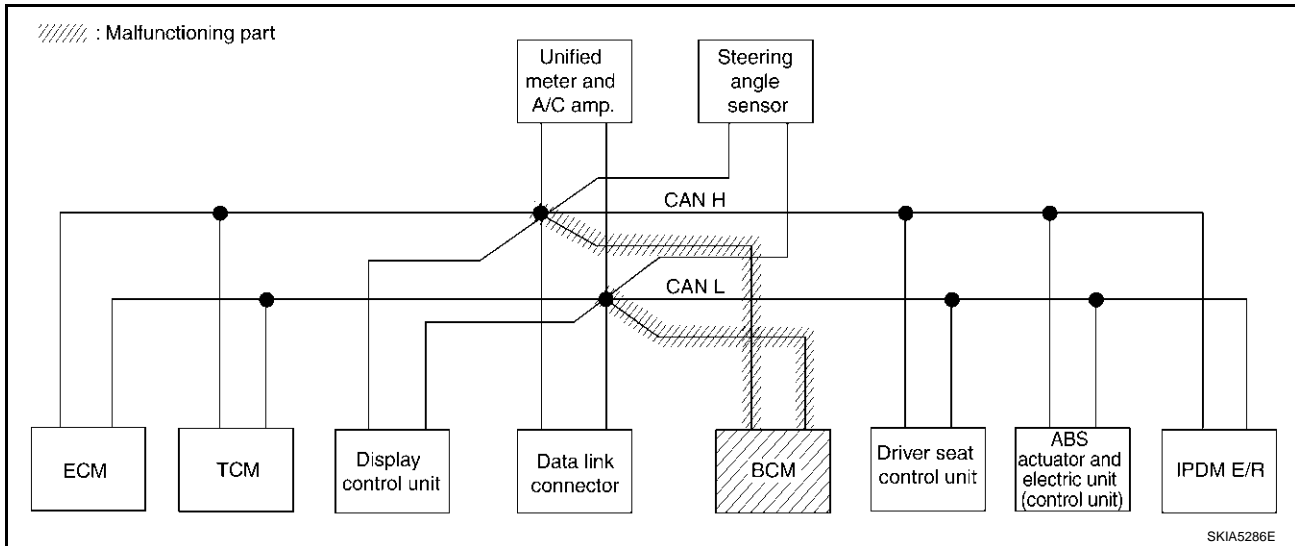 : Malfunctioning part
Unified
meter and
A/C amp.
Steering
angle
sensor
CAN H
CAN L
ECM
TCM
Display
control unit
Data link
connector
BCM
Driver seat
control unit
ABS
actuator and
electric unit
(control unit)
IPDM E/R
SKIA5286E